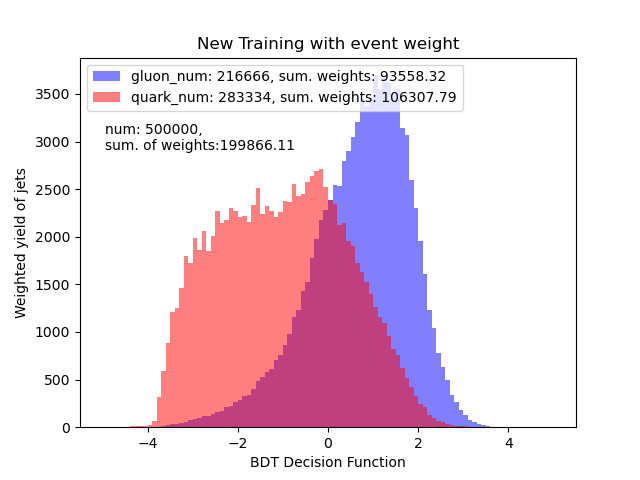 New Training with event weight
gluon_num: 216666, sum. weights: 93558.32
quark_num: 283334, sum. weights: 106307.79
num: 500000,
sum. of weights:199866.11
Weighted yield of jets
3500
3000
2500
2000
1500
1000
500
0
−4 −2 0 2 4
BDT Decision Function